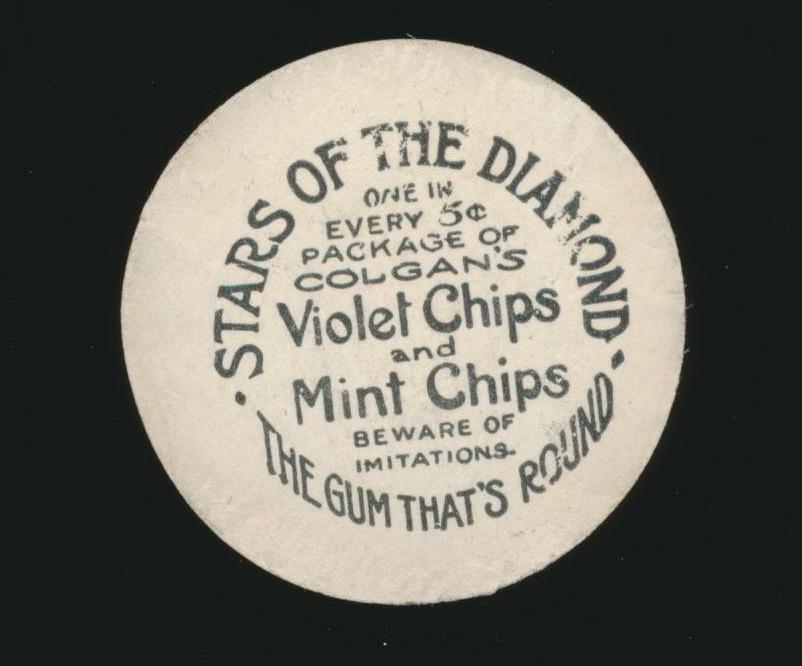 STARS OF THE DIAMOND
ONE IN
EVERY 5¢
PACKAGE OF
COLGAN'S
Violet Chips
and
Mint Chips
BEWARE OF
IMITATIONS.
THE GUM THAT'S ROUND